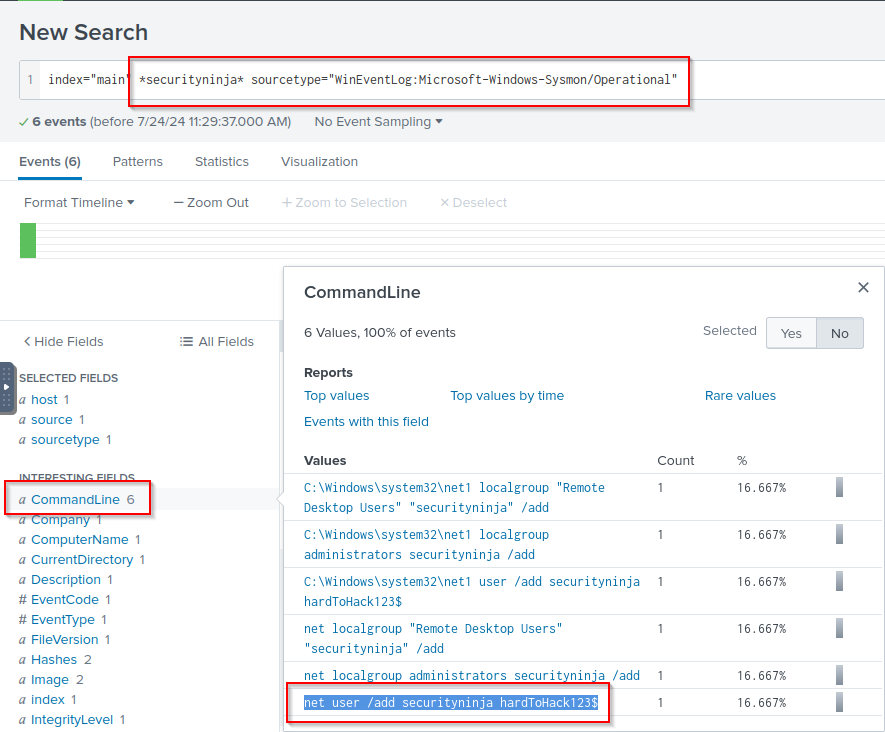 New Search
1 index="main" *securityninja* sourcetype="WinEventLog:Microsoft-Windows-Sysmon/Operational"
6 events (before 7/24/24 11:29:37.000 AM) No Event Sampling
Events (6) Patterns Statistics Visualization
Format Timeline — Zoom Out + Zoom to Selection × Deselect
CommandLine
6 Values, 100% of events Selected Yes No
Hide Fields All Fields
Reports
SELECTED FIELDS
Top values Top values by time Rare values
a host 1
a source 1
Events with this field
a sourcetype 1
Values Count %
INTERESTING FIELDS
C:\Windows\system32\net1 localgroup "Remote 1 16.667%
a CommandLine 6
Desktop Users" "securityninja" /add
a Company 1
C:\Windows\system32\net1 localgroup 1 16.667%
a ComputerName 1
administrators securityninja /add
a CurrentDirectory 1
a Description 1
C:\Windows\system32\net1 user /add securityninja 1 16.667%
# EventCode 1
hardToHack123$
# EventType 1
net localgroup "Remote Desktop Users" 1 16.667%
a FileVersion 1
"securityninja" /add
a Hashes 2
net localgroup administrators securityninja /add 1 16.667%
a Image 2
a index 1
net user /add securityninja hardToHack123$ 1 16.667%
a IntegrityLevel 1